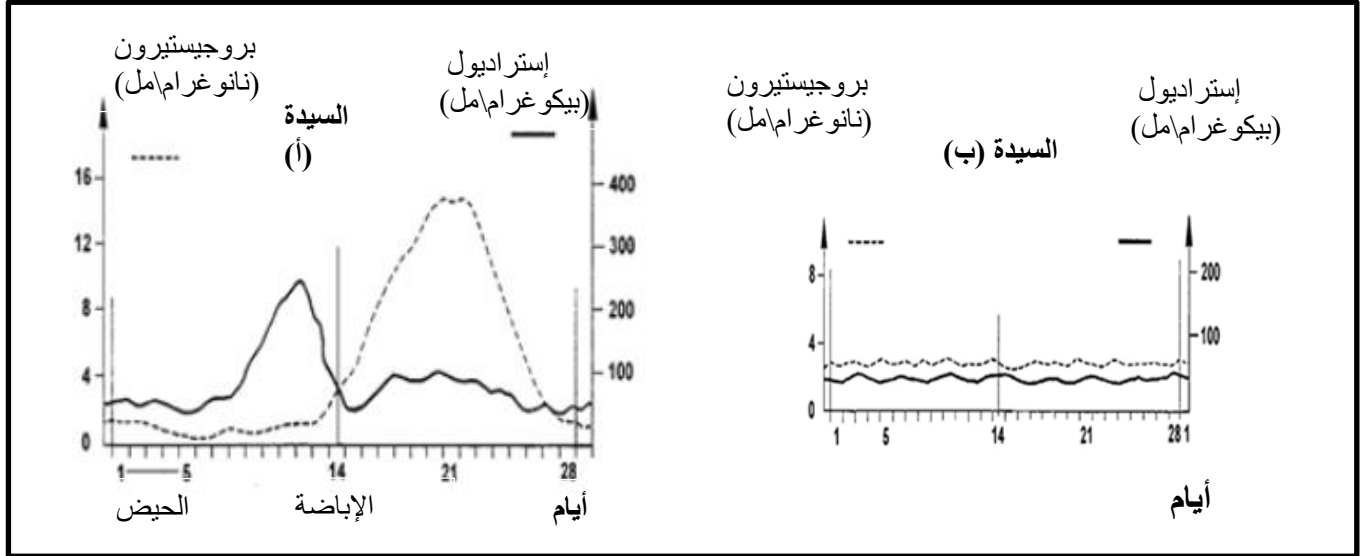 بروجيستيرون
(نانوغرام\مل)
السيدة
(أ)
إستراديول
(بيكوغرام\مل)
16
12
8
4
0
400
300
200
100
1
5
14
21
28
الحيض
الإباضة
أيام
بروجيستيرون
(نانوغرام\مل)
السيدة (ب)
إستراديول
(بيكوغرام\مل)
8
4
0
200
100
1
5
14
21
28 1
أيام